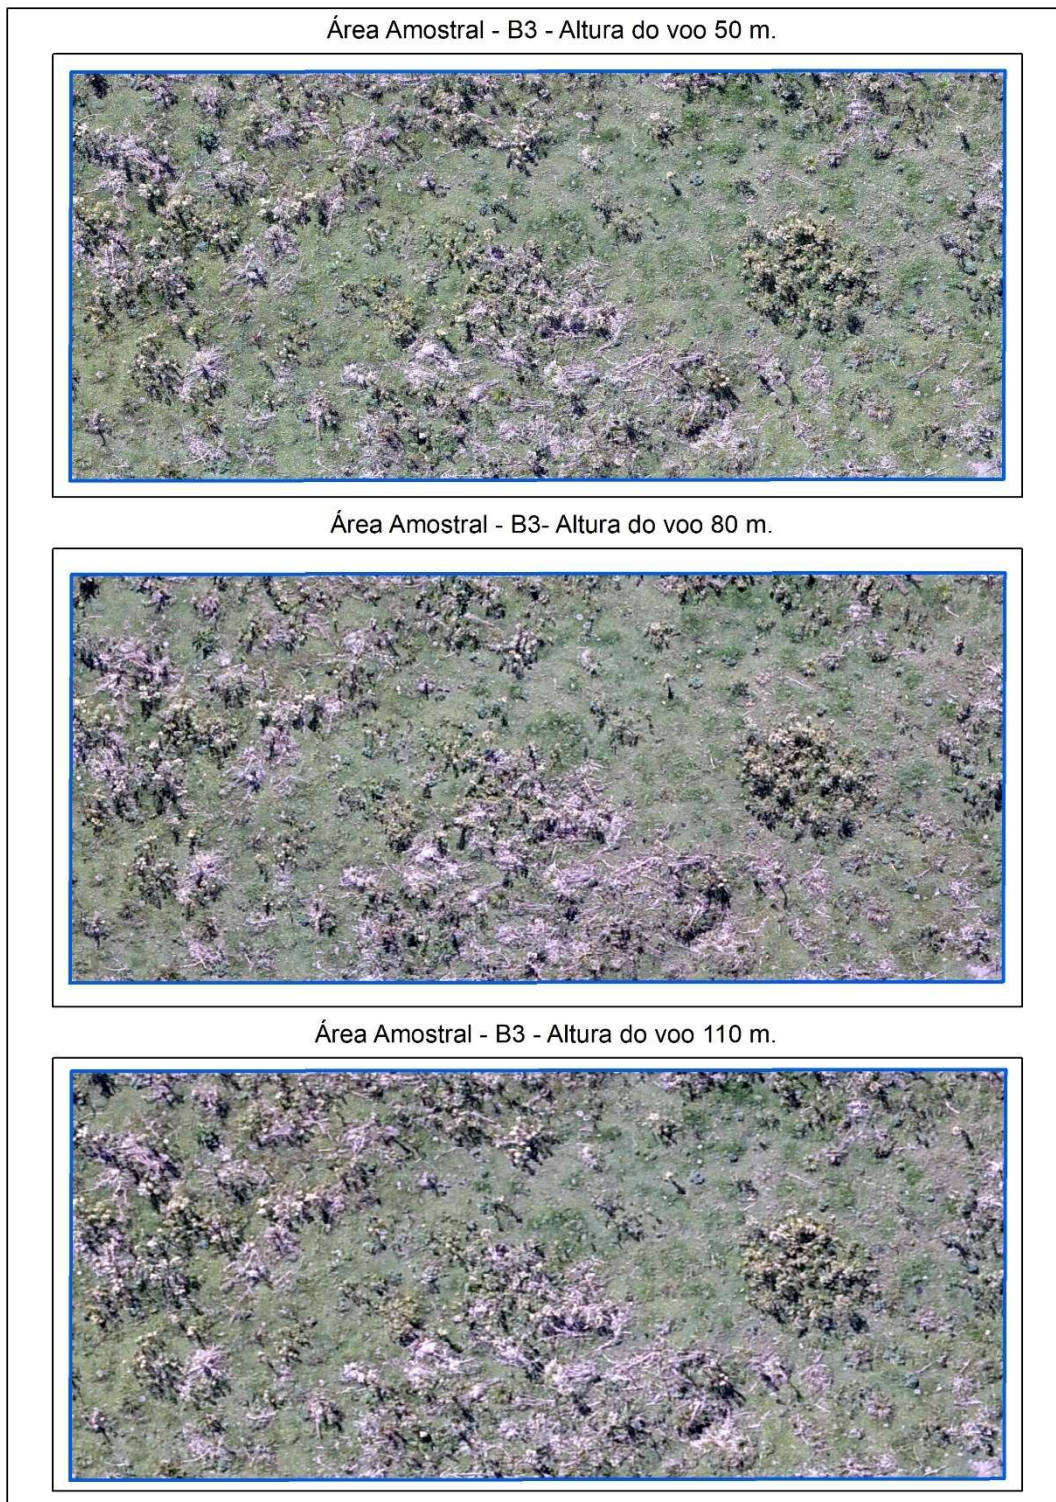 Área Amostral - B3 - Altura do voo 50 m.
Área Amostral - B3- Altura do voo 80 m.
Área Amostral - B3 - Altura do voo 110 m.